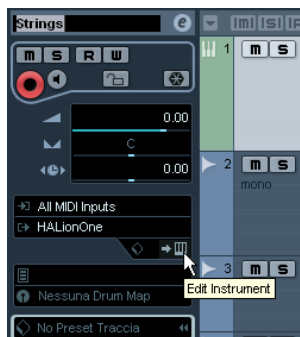 Strings e
m S I S I
M S R W
1 m S
0.00
C
0.00
2 m S
mono
All MIDI Inputs
HALionOne
3 m S
Edit Instrument
Nessuna Drum Map
No Preset Traccia